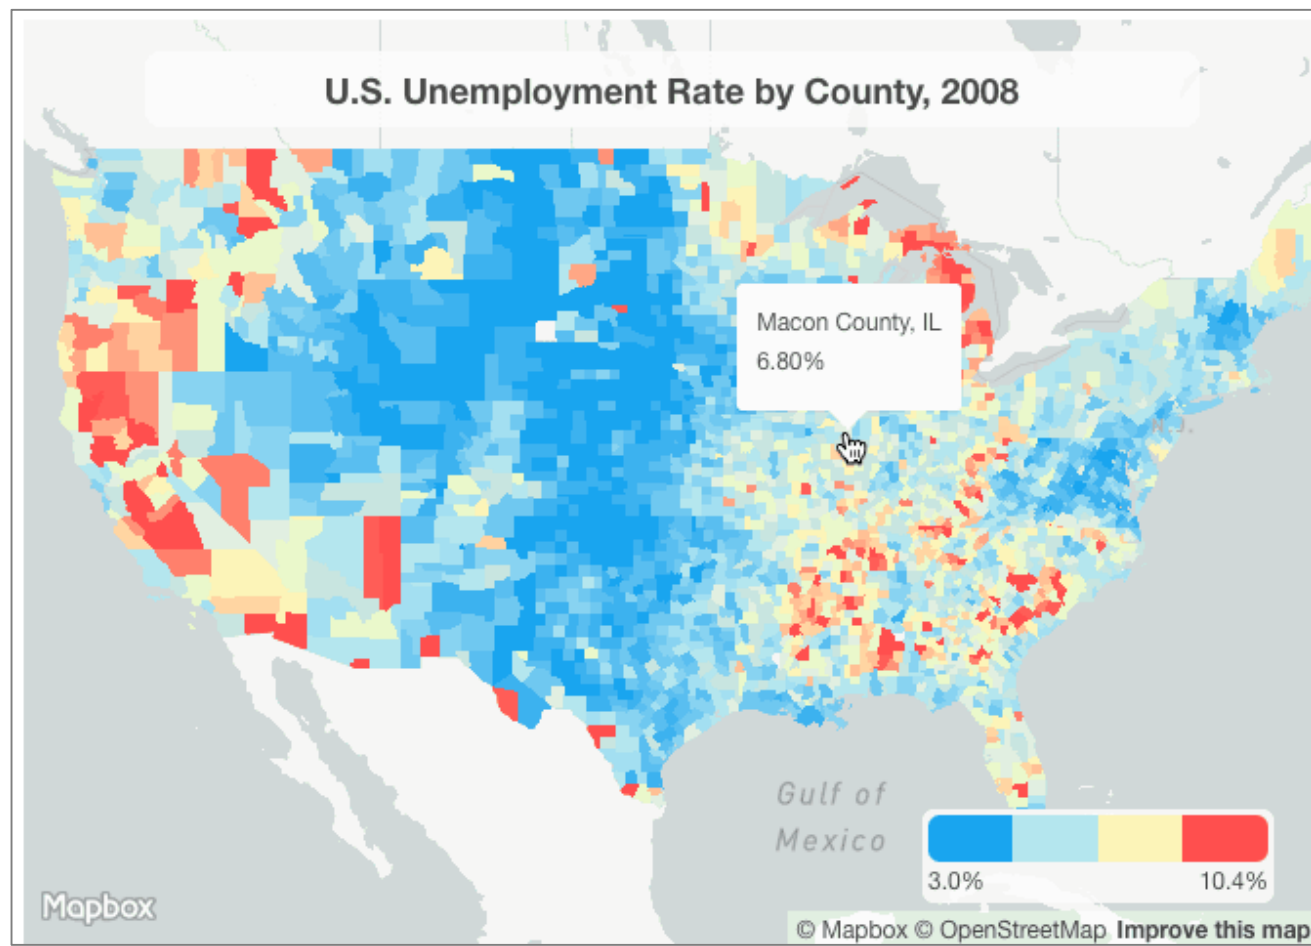 U.S. Unemployment Rate by County, 2008
Macon County, IL
6.80%
N.J.
Gulf of
Mexico
3.0% 10.4%
Mapbox
© Mapbox © OpenStreetMap Improve this map